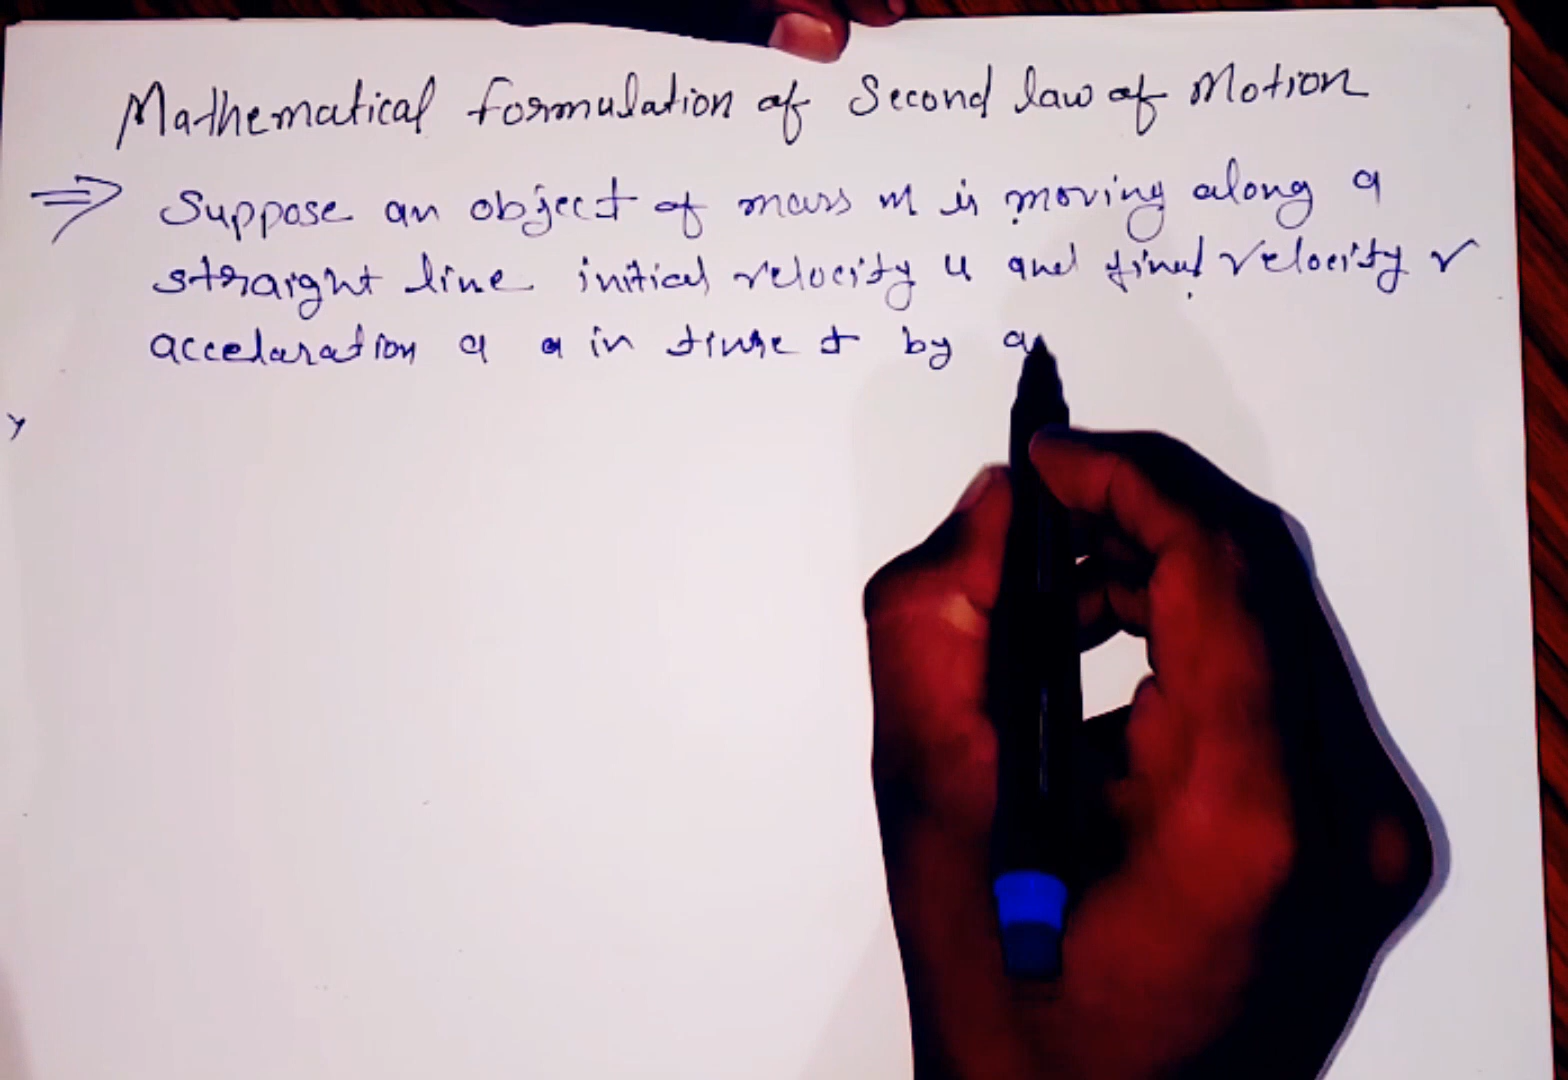 Mathematical formulation of Second law of Motion
⇒ Suppose an object of mass m is moving along a
straight line initial velocity u and final velocity v
accelaration a a in time t by a